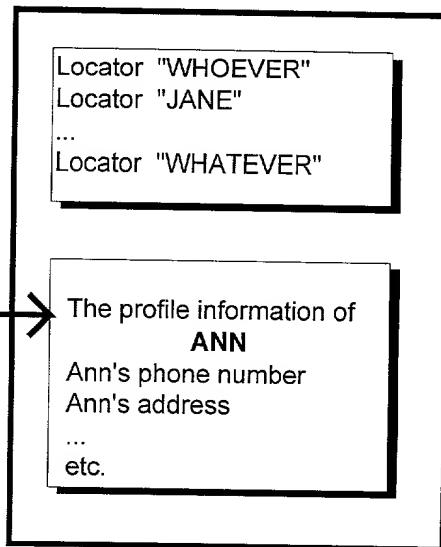 Locator "WHOEVER"
Locator "JANE"
...
Locator "WHATEVER"
The profile information of
ANN
Ann's phone number
Ann's address
...
etc.